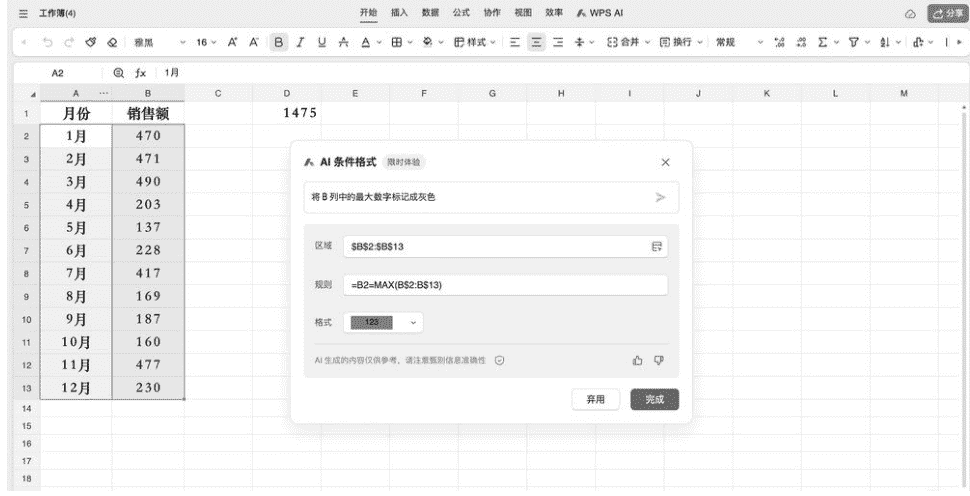 工作簿(4)
开始 插入 数据 公式 协作 视图 效率 WPS AI
分享
雅黑 16 A+ A- B I U A 样式 合并 换行 常规
A2 fx 1月
A B C D E F G H I J K L M
1 月份 销售额 1475
2 1月 470
3 2月 471
4 3月 490
5 4月 203
6 5月 137
7 6月 228
8 7月 417
9 8月 169
10 9月 187
11 10月 160
12 11月 477
13 12月 230
14
15
16
17
18
AI 条件格式 限时体验
将 B 列中的最大数字标记成灰色
区域 $B$2:$B$13
规则 =B2=MAX(B$2:B$13)
格式 123
AI 生成的内容仅供参考，请注意甄别信息准确性
弃用 完成